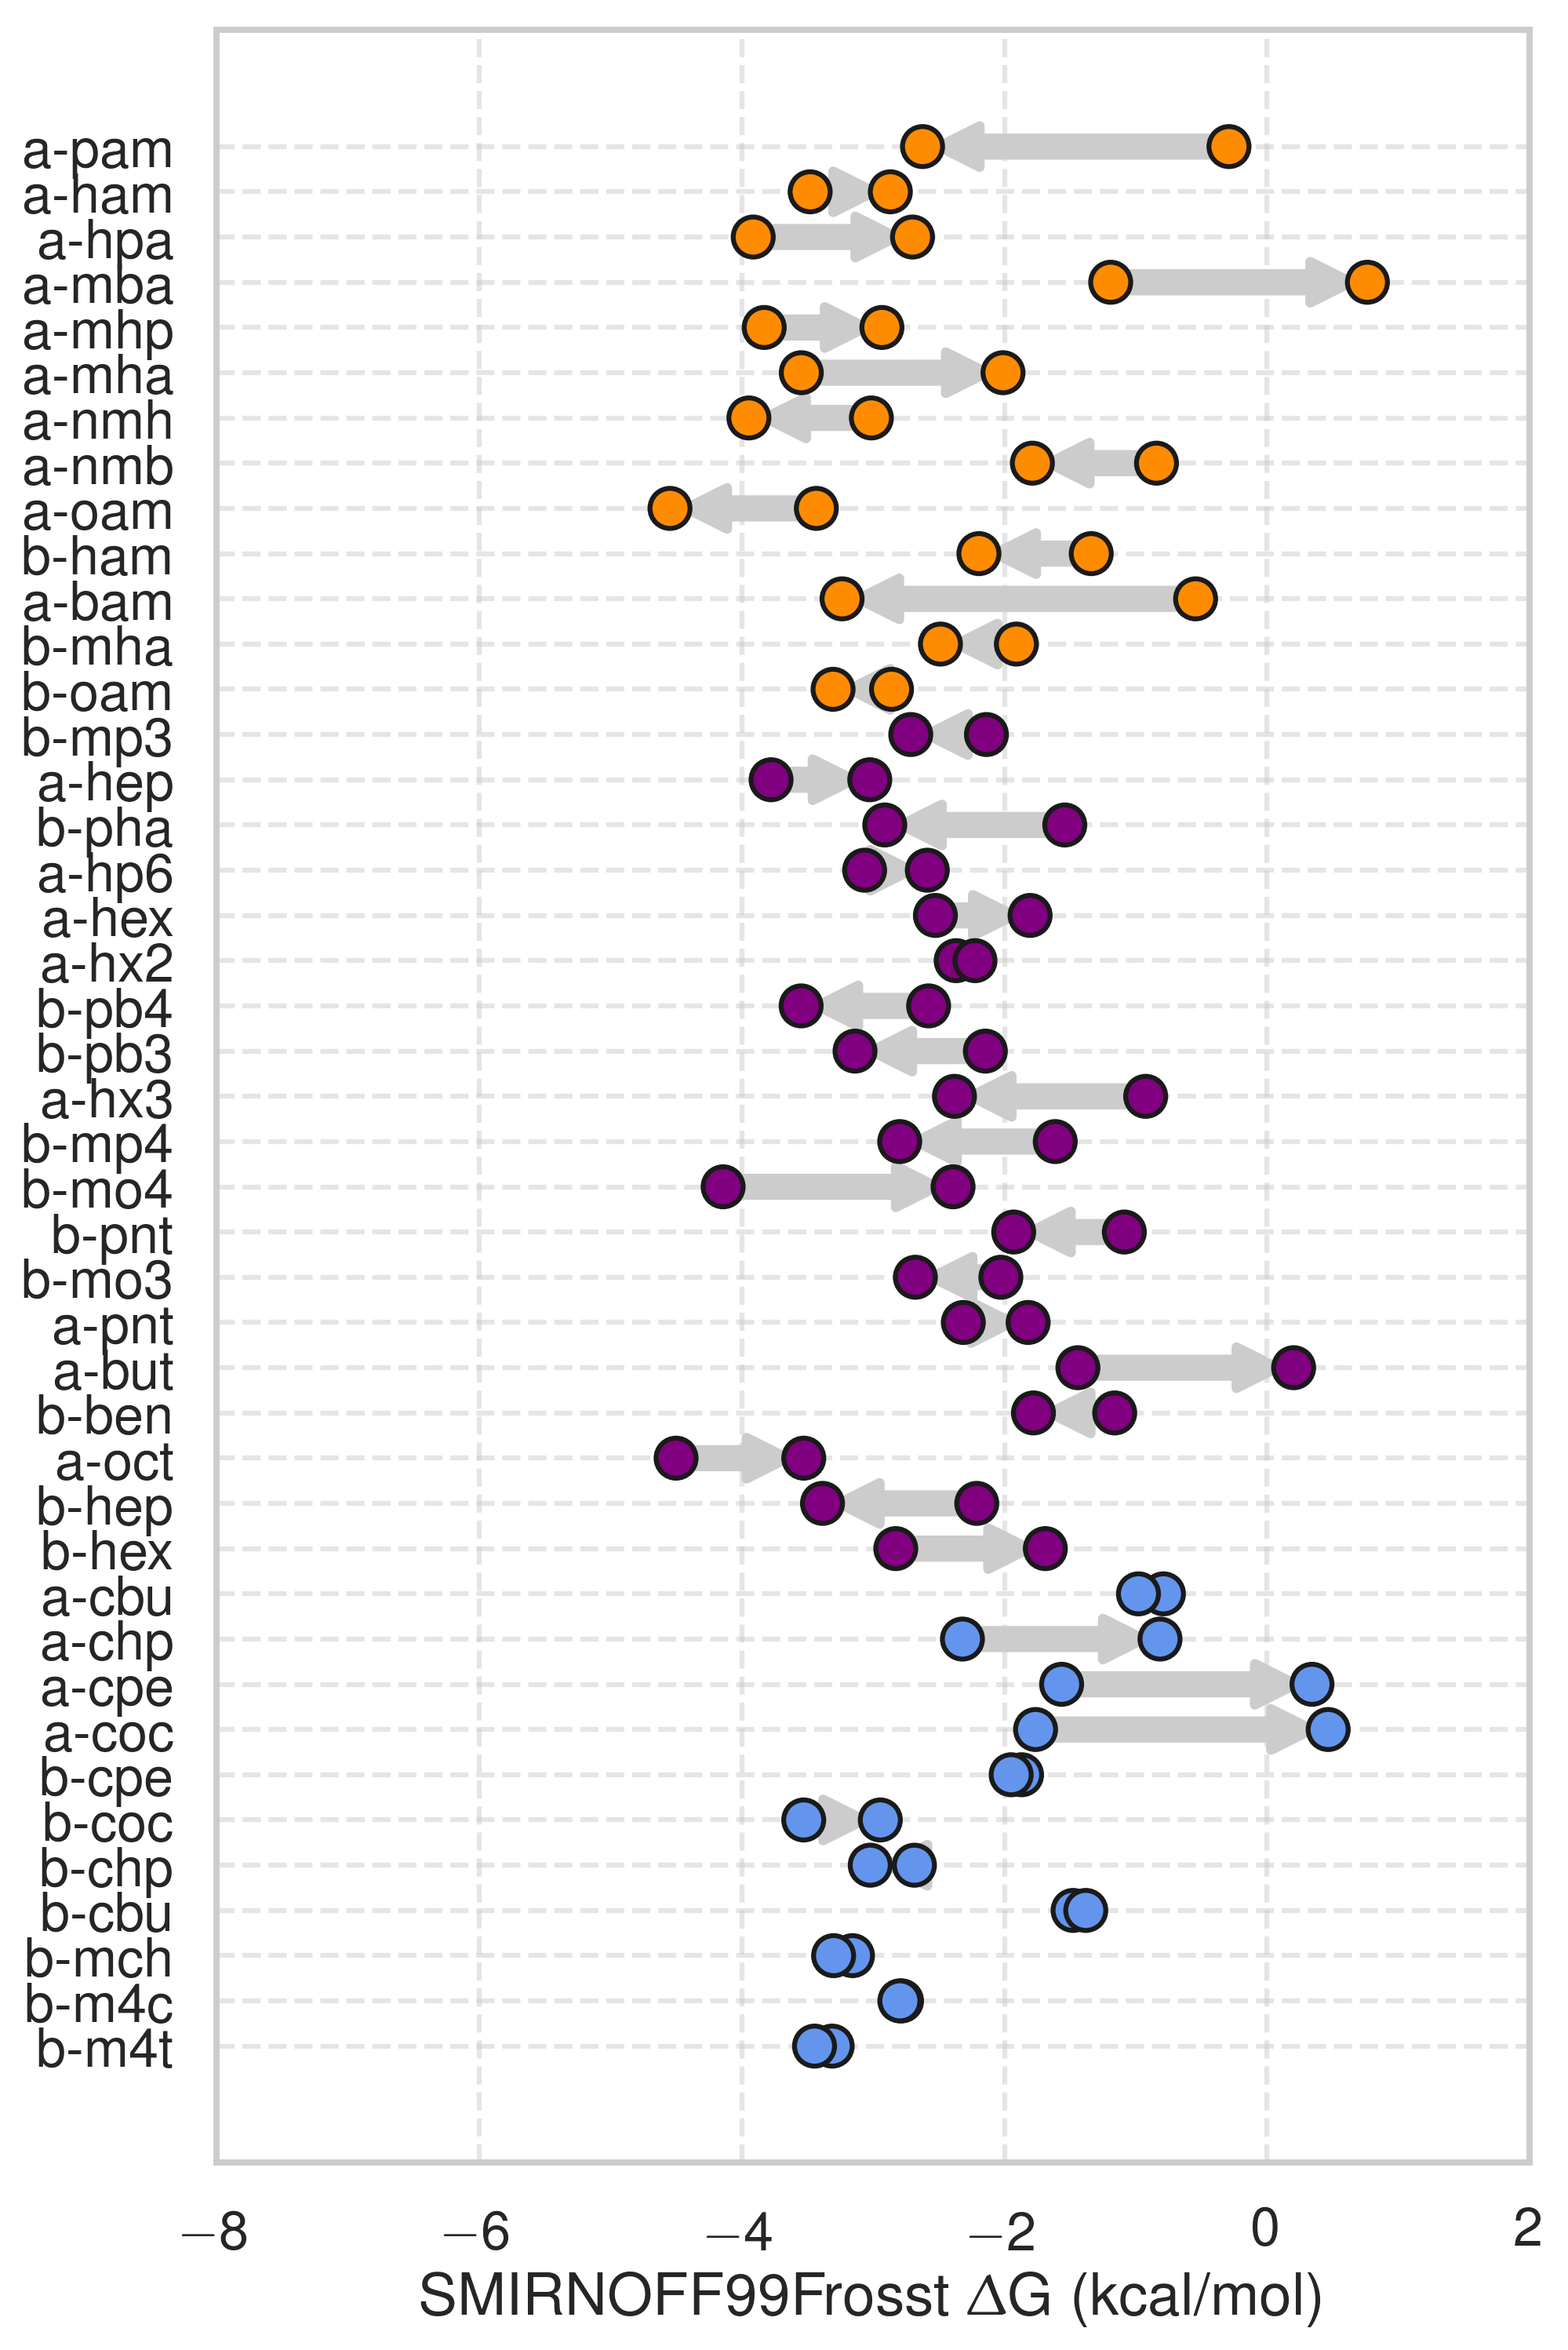 a-pam
a-ham
a-hpa
a-mba
a-mhp
a-mha
a-nmh
a-nmb
a-oam
b-ham
a-bam
b-mha
b-oam
b-mp3
a-hep
b-pha
a-hp6
a-hex
a-hx2
b-pb4
b-pb3
a-hx3
b-mp4
b-mo4
b-pnt
b-mo3
a-pnt
a-but
b-ben
a-oct
b-hep
b-hex
a-cbu
a-chp
a-cpe
a-coc
b-cpe
b-coc
b-chp
b-cbu
b-mch
b-m4c
b-m4t
−8 −6 −4 −2 0 2
SMIRNOFF99Frosst ΔG (kcal/mol)